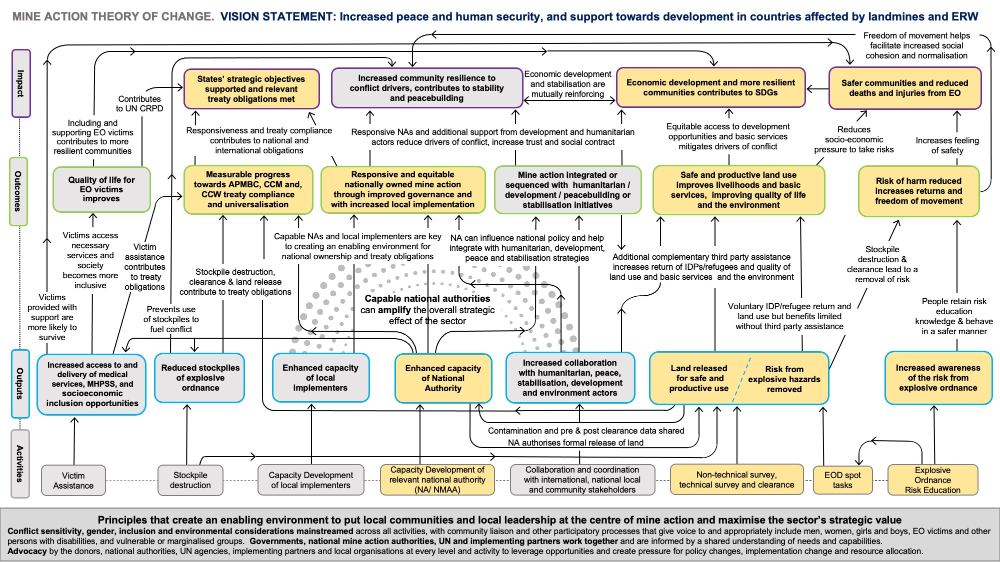 MINE ACTION THEORY OF CHANGE. VISION STATEMENT: Increased peace and human security, and support towards development in countries affected by landmines and ERW
Freedom of movement helps
facilitate increased social
cohesion and normalisation
Impact
States’ strategic objectives
supported and relevant
treaty obligations met
Increased community resilience to
conflict drivers, contributes to stability
and peacebuilding
Economic development
and stabilisation are
mutually reinforcing
Economic development and more resilient
communities contributes to SDGs
Safer communities and reduced
deaths and injuries from EO
Contributes
to UN CRPD
Including and
supporting EO victims
contributes to more
resilient communities
Responsiveness and treaty compliance
contributes to national and
international obligations
Responsive NAs and additional support from development and humanitarian
actors reduce drivers of conflict, increase trust and social contract
Equitable access to development
opportunities and basic services
mitigates drivers of conflict
Reduces
socio-economic
pressure to take risks
Increases feeling
of safety
Outcomes
Quality of life for
EO victims
improves
Measurable progress
towards APMBC, CCM and,
CCW treaty compliance
and universalisation
Responsive and equitable
nationally owned mine action
through improved governance and
with increased local implementation
Mine action integrated or
sequenced with humanitarian /
development / peacebuilding or
stabilisation initiatives
Safe and productive land use
improves livelihoods and basic
services, improving quality of life
and the environment
Risk of harm reduced
increases returns and
freedom of movement
Victims access
necessary
services and
society
becomes more
inclusive
Victim
assistance
contributes
to treaty
obligations
Capable NAs and local implementers are key
to creating an enabling environment for
national ownership and treaty obligations
NA can influence national policy and help
integrate with humanitarian, development,
peace and stabilisation strategies
Additional complementary third party assistance
increases return of IDPs/refugees and quality of
land use and basic services and the environment
Stockpile
destruction &
clearance lead to a
removal of risk
Stockpile destruction,
clearance & land release
contribute to treaty obligations
Victims
provided with
support are
more likely to
survive
Prevents use
of stockpiles to
fuel conflict
Capable national authorities
can amplify the overall strategic
effect of the sector
Voluntary IDP/refugee return and
land use but benefits limited
without third party assistance
People retain risk
education
knowledge & behave
in a safer manner
Outputs
Increased access to and
delivery of medical
services, MHPSS, and
socioeconomic
inclusion opportunities
Reduced stockpiles
of explosive
ordnance
Enhanced capacity
of local
implementers
Enhanced capacity
of National
Authority
Increased collaboration
with humanitarian, peace,
stabilisation, development
and environment actors
Land released
for safe and
productive use
Risk from
explosive hazards
removed
Increased awareness
of the risk from
explosive ordnance
Contamination and pre & post clearance data shared
NA authorises formal release of land
Activities
Victim
Assistance
Stockpile
destruction
Capacity Development
of local implementers
Capacity Development of
relevant national authority
(NA/ NMAA)
Collaboration and coordination
with international, national local
and community stakeholders
Non-technical survey,
technical survey and clearance
EOD spot
tasks
Explosive
Ordnance
Risk Education
Principles that create an enabling environment to put local communities and local leadership at the centre of mine action and maximise the sector’s strategic value
Conflict sensitivity, gender, inclusion and environmental considerations mainstreamed across all activities, with community liaison and other participatory processes that give voice to and appropriately include men, women, girls and boys, EO victims and other
persons with disabilities, and vulnerable or marginalised groups. Governments, national mine action authorities, UN and implementing partners work together and are informed by a shared understanding of needs and capabilities.
Advocacy by the donors, national authorities, UN agencies, implementing partners and local organisations at every level and activity to leverage opportunities and create pressure for policy changes, implementation change and resource allocation.